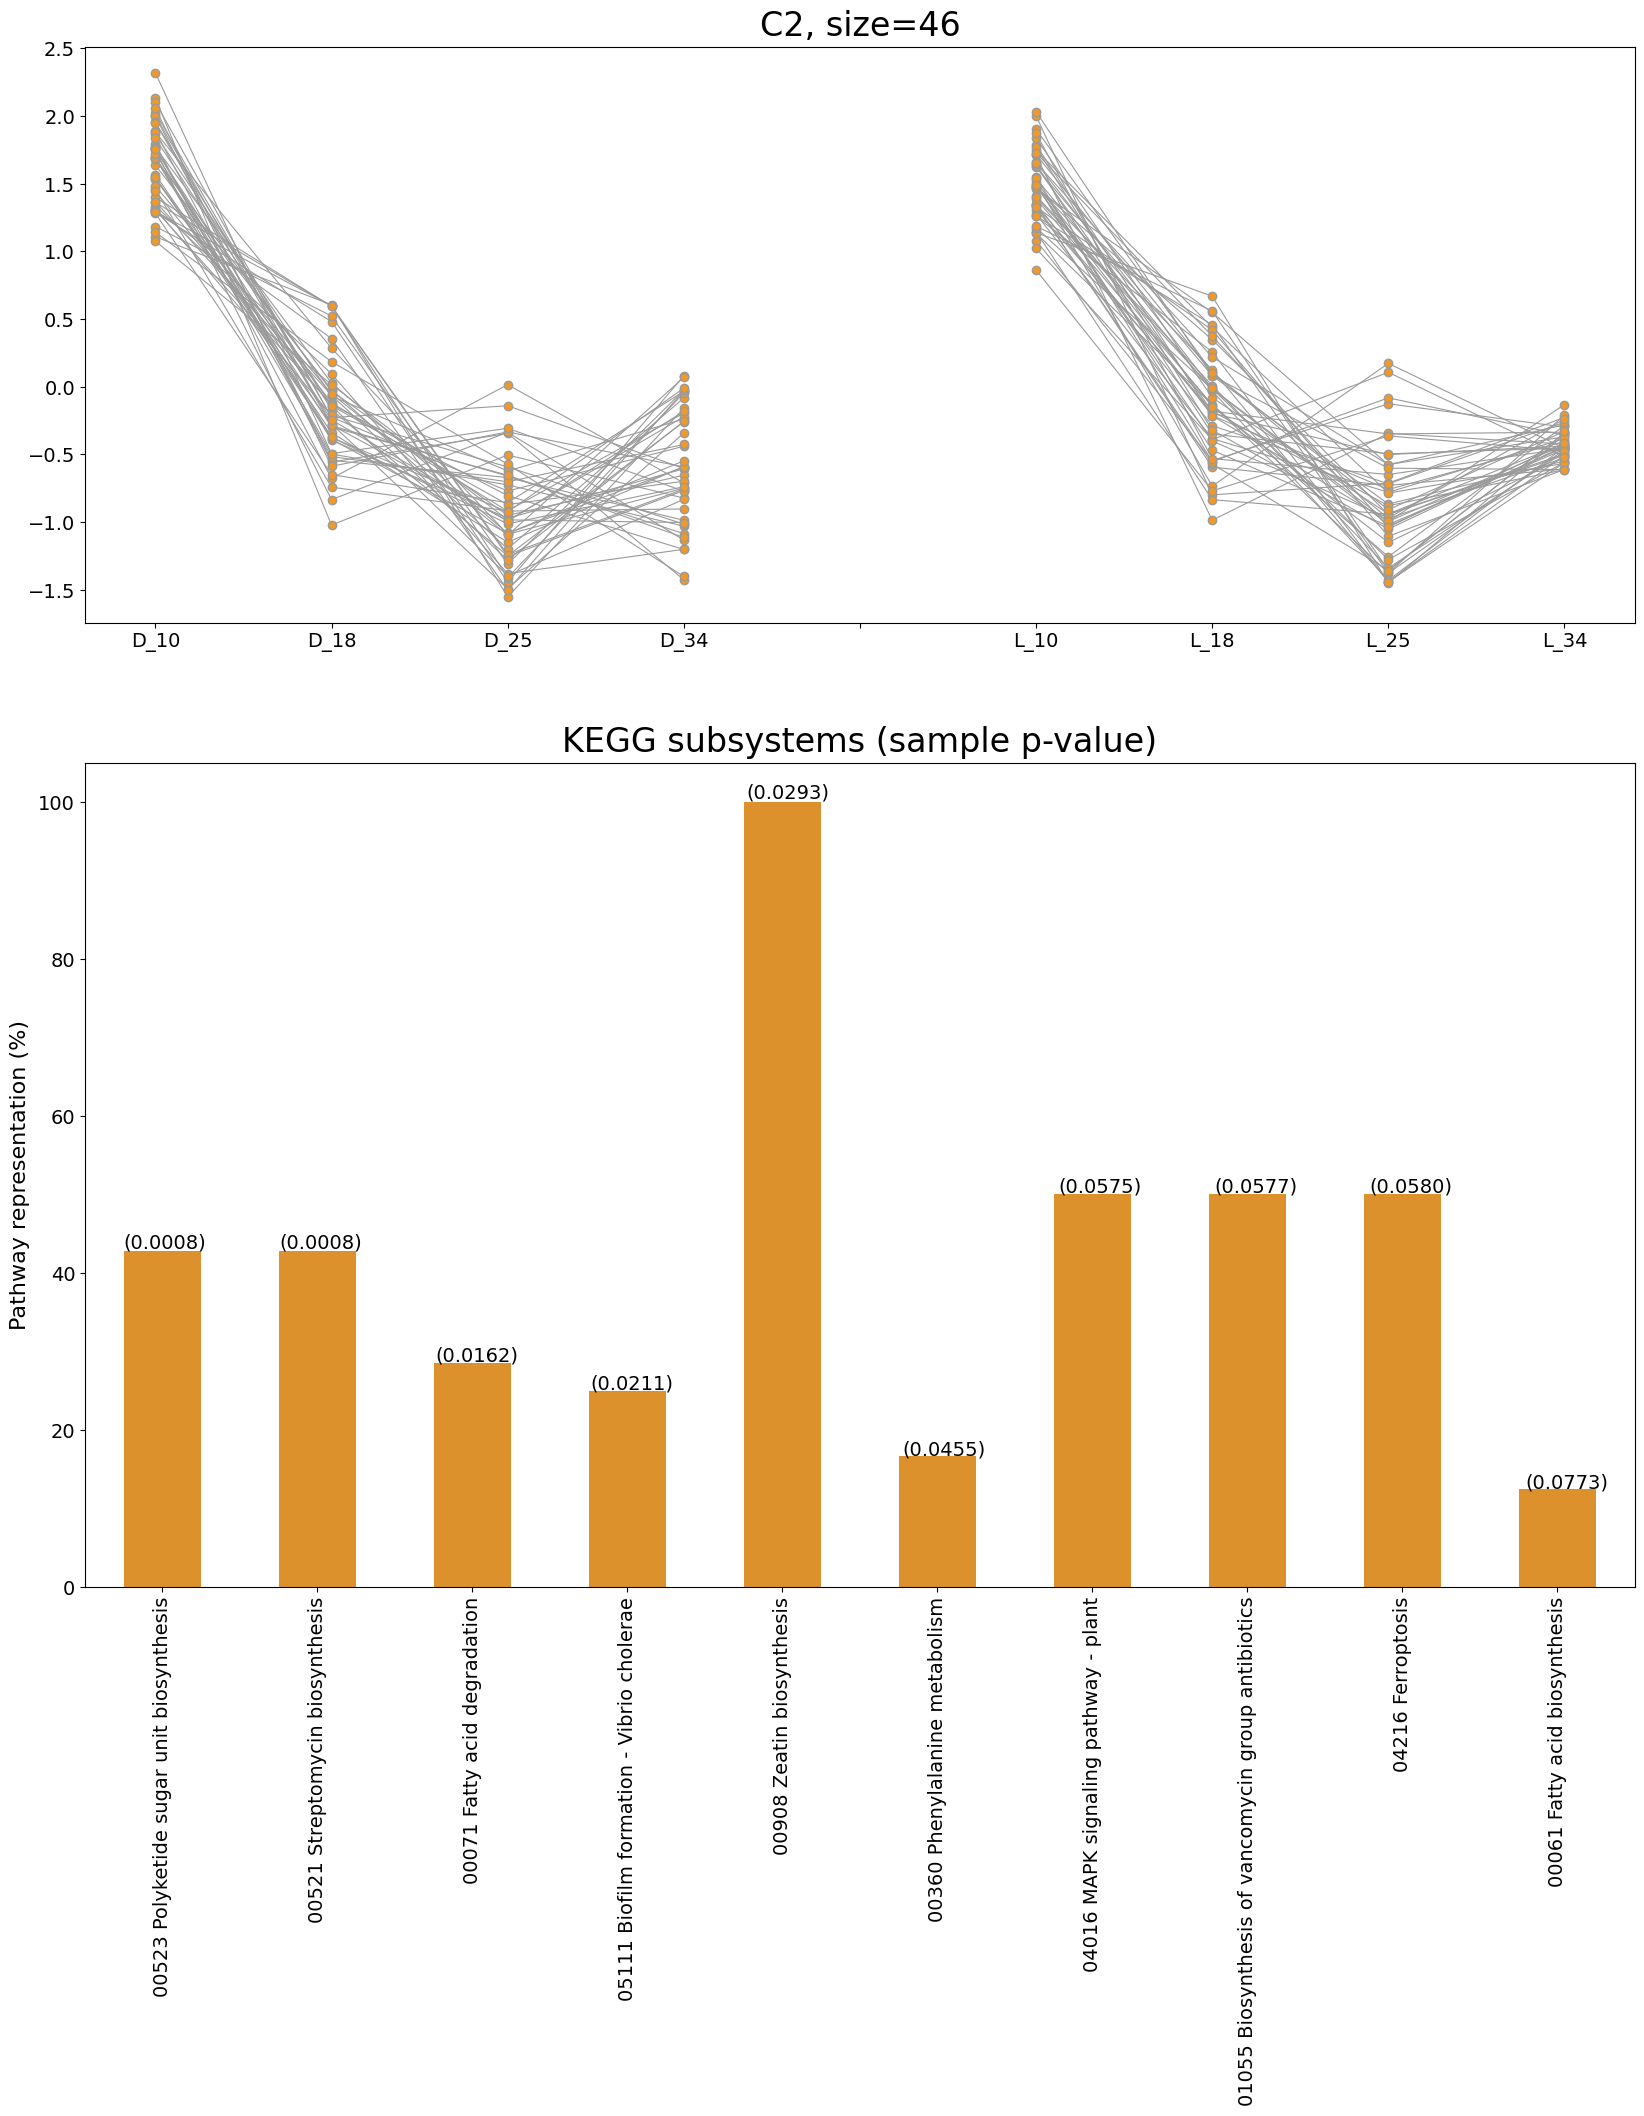 C2, size=46
2.5
2.0
1.5
1.0
0.5
0.0
−0.5
−1.0
−1.5
D_10 D_18 D_25 D_34 L_10 L_18 L_25 L_34
KEGG subsystems (sample p-value)
Pathway representation (%)
100
80
60
40
20
0
(0.0008)
(0.0008)
(0.0162)
(0.0211)
(0.0293)
(0.0455)
(0.0575)
(0.0577)
(0.0580)
(0.0773)
00523 Polyketide sugar unit biosynthesis
00521 Streptomycin biosynthesis
00071 Fatty acid degradation
05111 Biofilm formation - Vibrio cholerae
00908 Zeatin biosynthesis
00360 Phenylalanine metabolism
04016 MAPK signaling pathway - plant
01055 Biosynthesis of vancomycin group antibiotics
04216 Ferroptosis
00061 Fatty acid biosynthesis